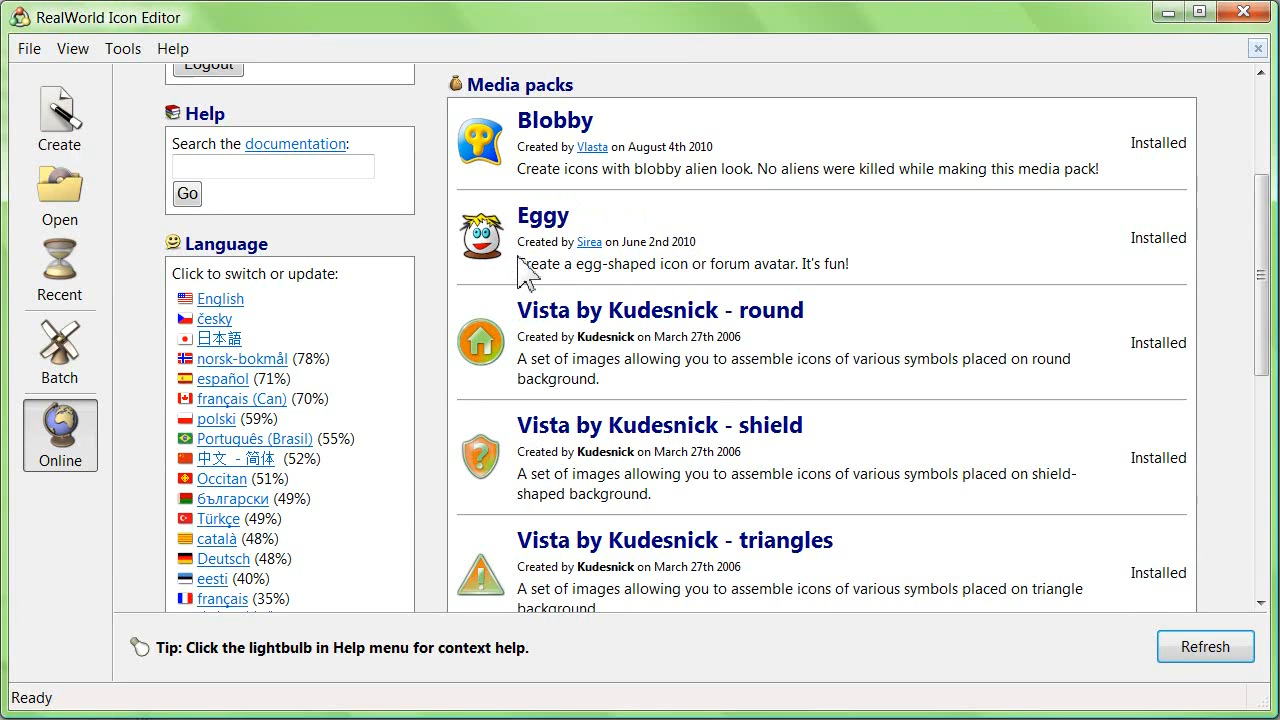 RealWorld Icon Editor
File View Tools Help
Create
Open
Recent
Batch
Online
Logout
Help
Search the documentation:
Go
Language
Click to switch or update:
English
česky
日本語
norsk-bokmål (78%)
español (71%)
français (Can) (70%)
polski (59%)
Português (Brasil) (55%)
中文 - 简体 (52%)
Occitan (51%)
български (49%)
Türkçe (49%)
català (48%)
Deutsch (48%)
eesti (40%)
français (35%)
Media packs
Blobby
Created by Vlasta on August 4th 2010
Create icons with blobby alien look. No aliens were killed while making this media pack!
Installed
Eggy
Created by Sirea on June 2nd 2010
Create a egg-shaped icon or forum avatar. It's fun!
Installed
Vista by Kudesnick - round
Created by Kudesnick on March 27th 2006
A set of images allowing you to assemble icons of various symbols placed on round
background.
Installed
Vista by Kudesnick - shield
Created by Kudesnick on March 27th 2006
A set of images allowing you to assemble icons of various symbols placed on shield-
shaped background.
Installed
Vista by Kudesnick - triangles
Created by Kudesnick on March 27th 2006
A set of images allowing you to assemble icons of various symbols placed on triangle
background.
Installed
Tip: Click the lightbulb in Help menu for context help.
Refresh
Ready